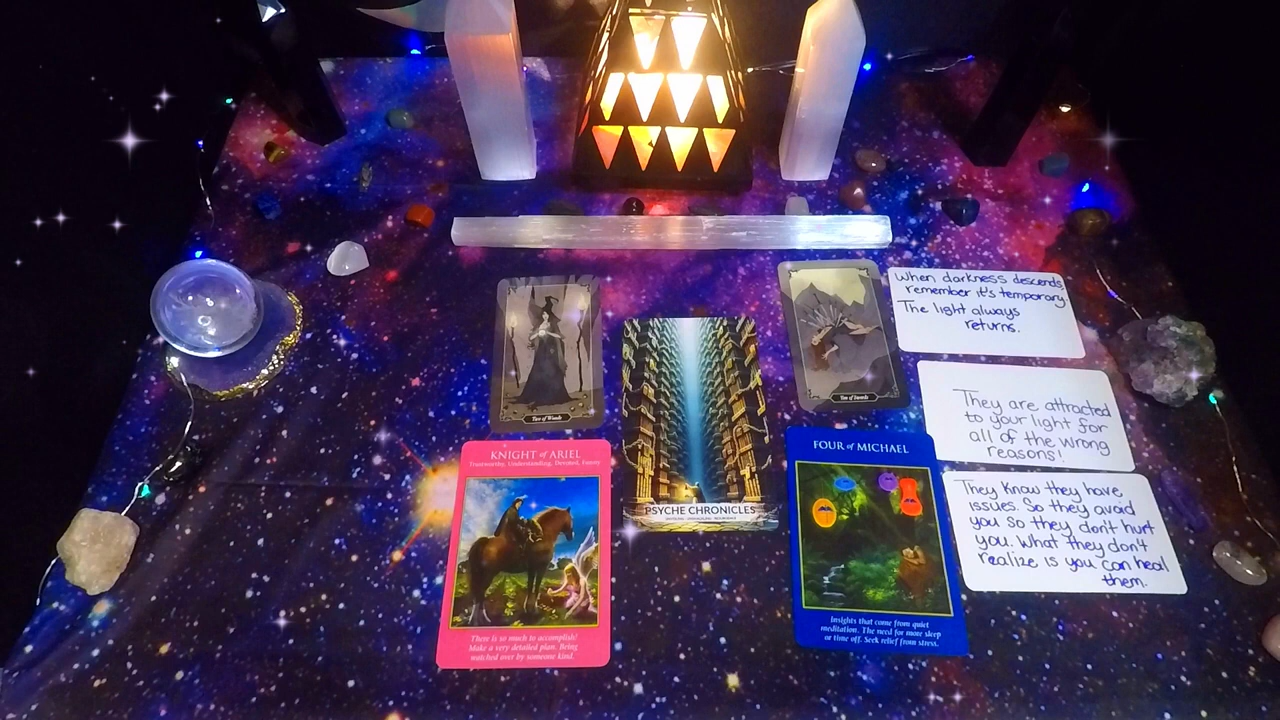 Two of Wands
Ten of Swords
When darkness descends
remember it's temporary.
The light always
returns.
They are attracted
to your light for
all of the wrong
reasons!
They know they have
issues. So they avoid
you so they don't hurt
you. What they don't
realize is you can heal
them.
KNIGHT of ARIEL
Trustworthy, Understanding, Devoted, Funny
There is so much to accomplish!
Make a very detailed plan. Being
watched over by someone kind.
PSYCHE CHRONICLES
FOUR of MICHAEL
Insights that come from quiet
meditation. The need for more sleep
or time off. Seek relief from stress.